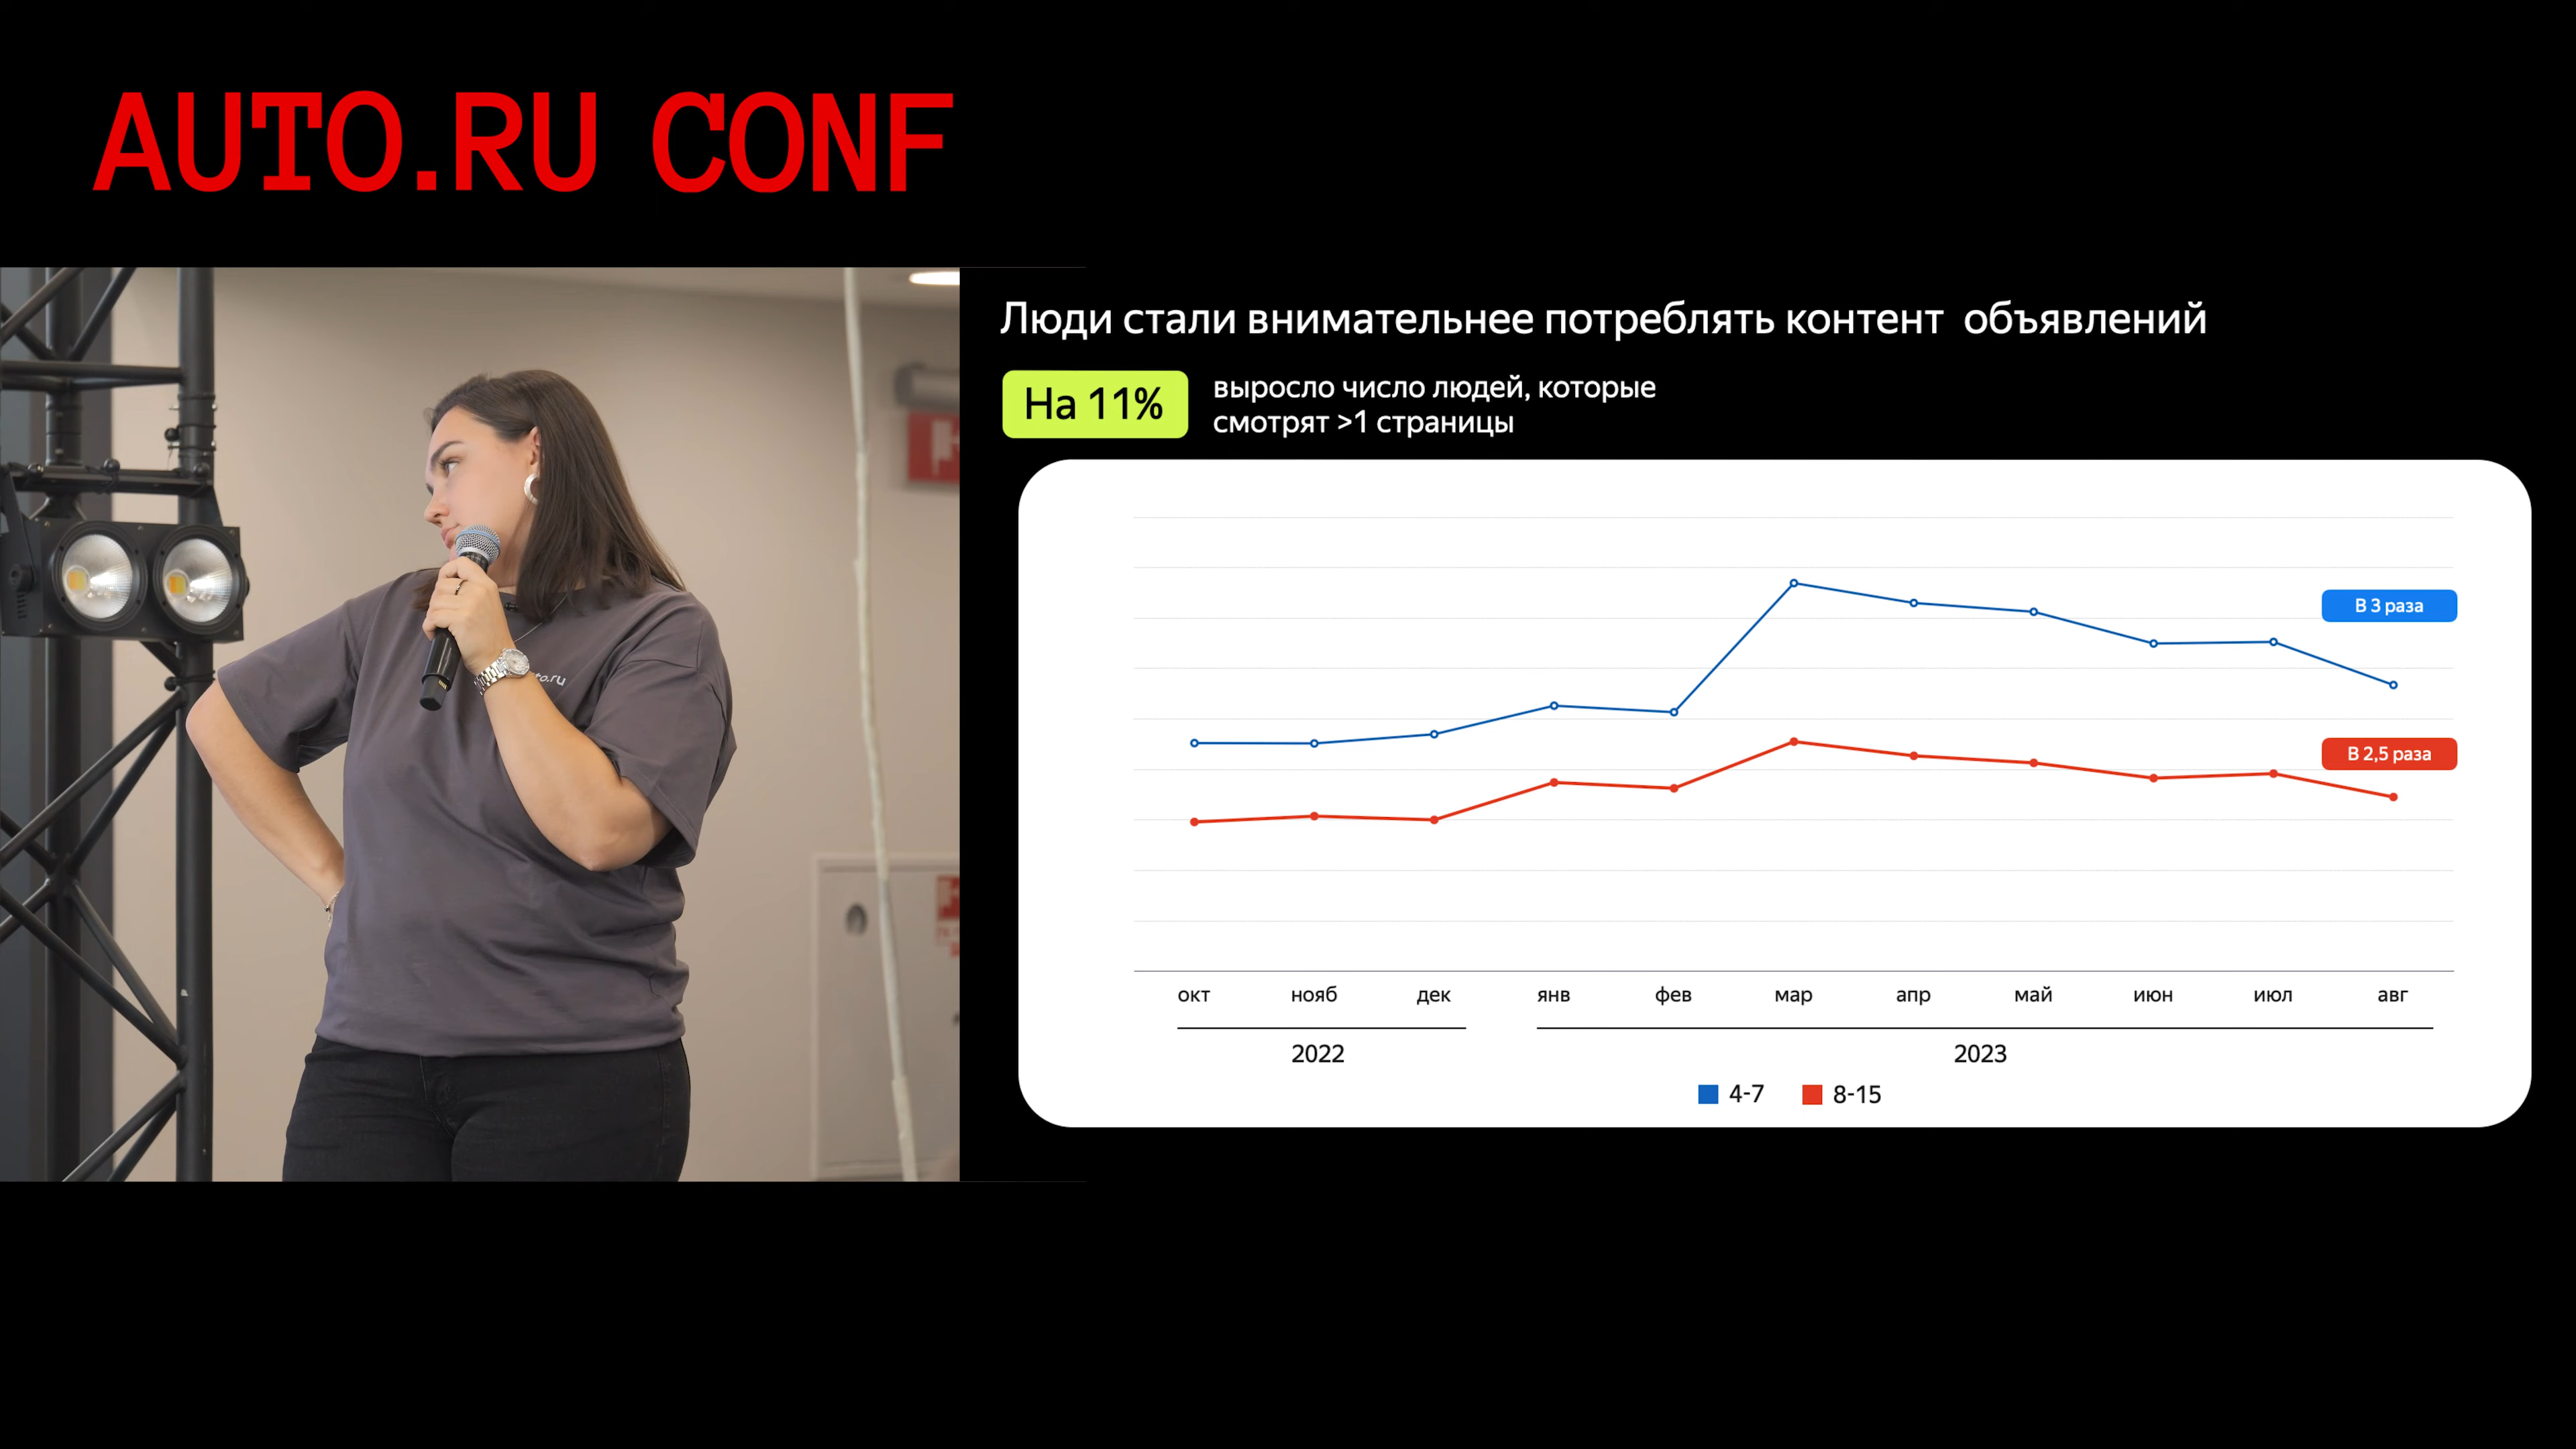 AUTO.RU CONF
Люди стали внимательнее потреблять контент объявлений
На 11%
выросло число людей, которые
смотрят >1 страницы
В 3 раза
В 2,5 раза
окт нояб дек янв фев мар апр май июн июл авг
2022 2023
4-7 8-15
to.ru